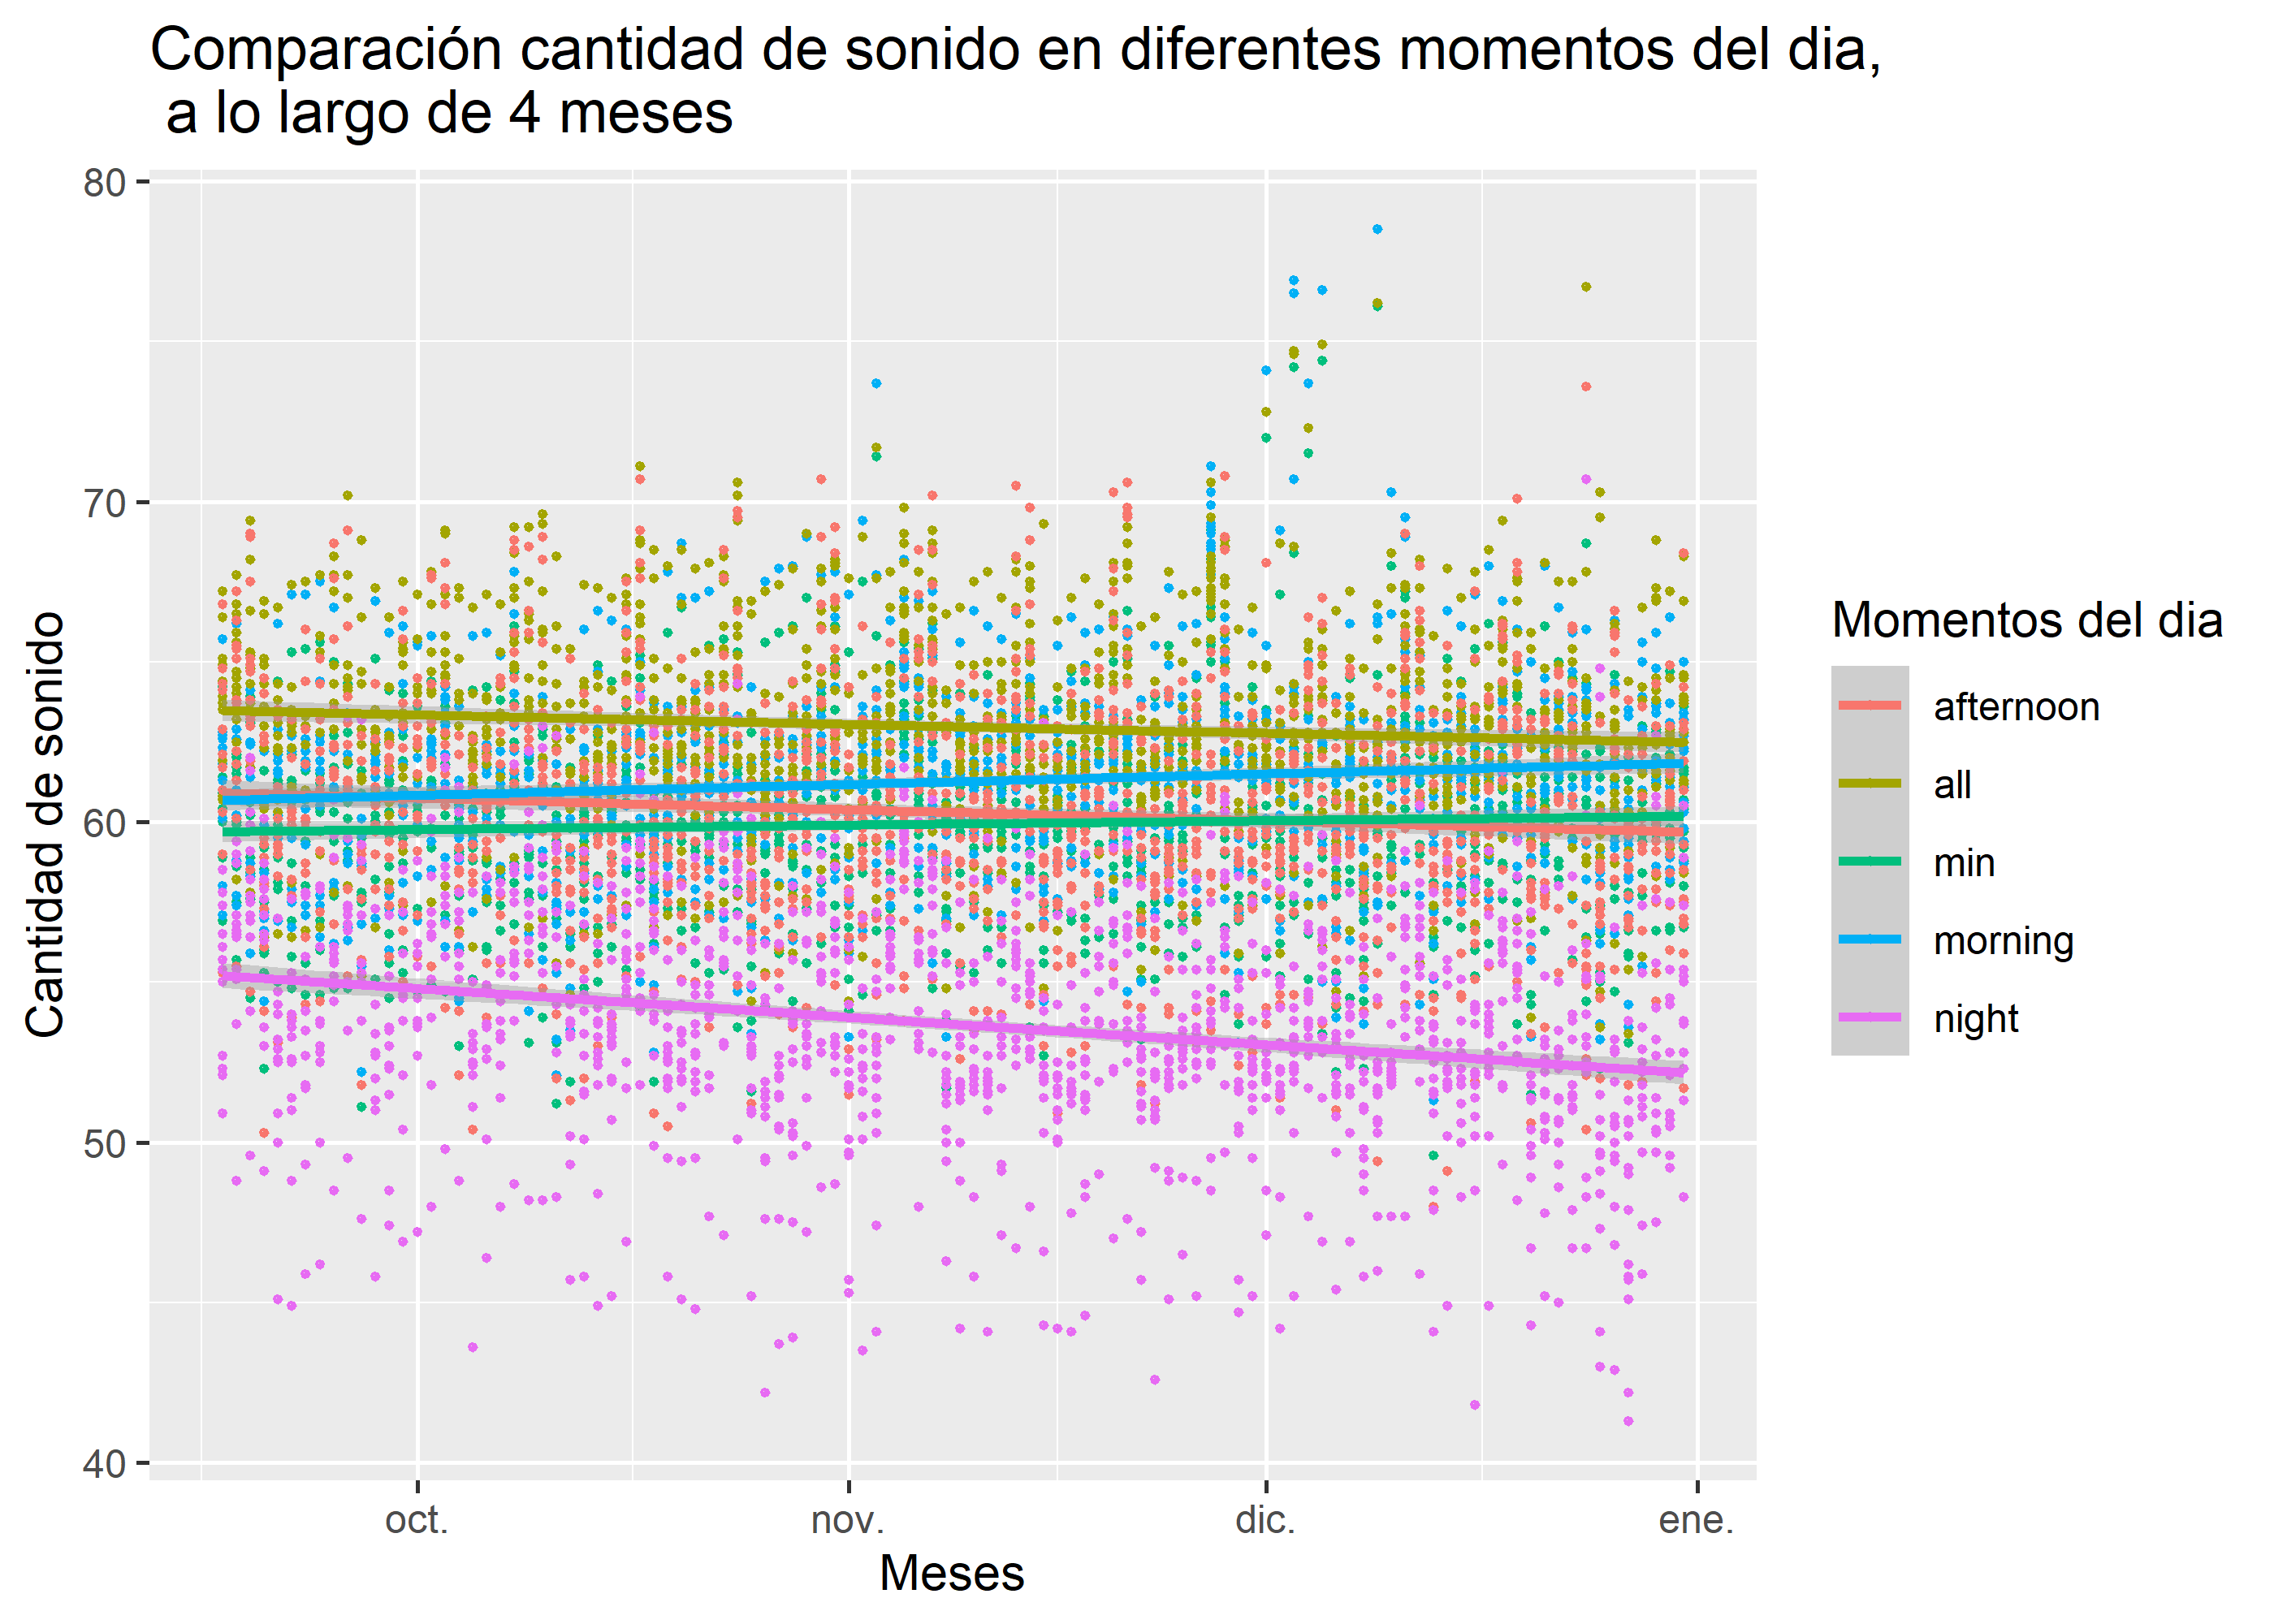 Comparación cantidad de sonido en diferentes momentos del dia,
a lo largo de 4 meses
Cantidad de sonido
80
70
60
50
40
oct.
nov.
dic.
ene.
Meses
Momentos del dia
afternoon
all
min
morning
night